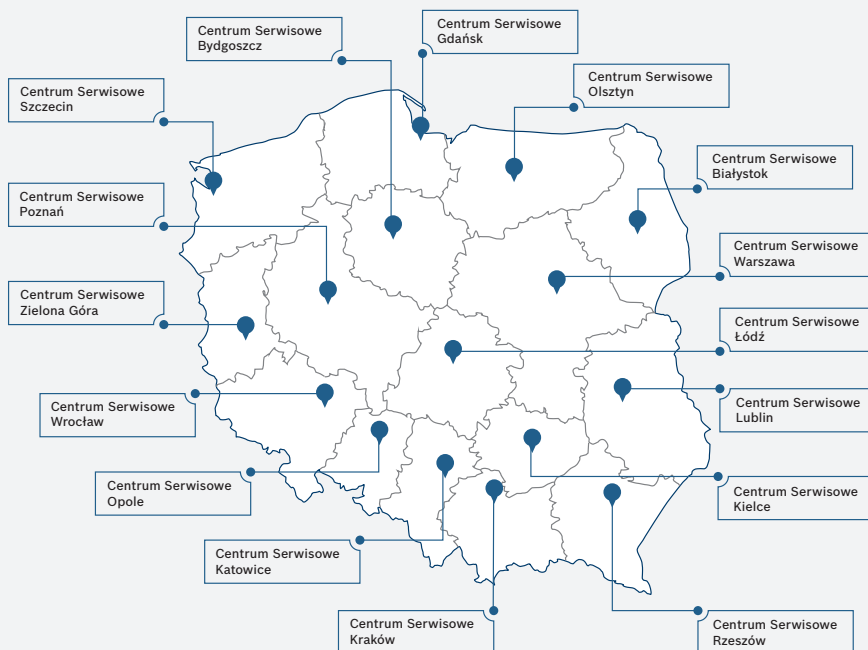 Centrum Serwisowe
Gdańsk
Centrum Serwisowe
Bydgoszcz
Centrum Serwisowe
Olsztyn
Centrum Serwisowe
Szczecin
Centrum Serwisowe
Białystok
Centrum Serwisowe
Poznań
Centrum Serwisowe
Warszawa
Centrum Serwisowe
Zielona Góra
Centrum Serwisowe
Łódź
Centrum Serwisowe
Lublin
Centrum Serwisowe
Wrocław
Centrum Serwisowe
Opole
Centrum Serwisowe
Kielce
Centrum Serwisowe
Katowice
Centrum Serwisowe
Kraków
Centrum Serwisowe
Rzeszów